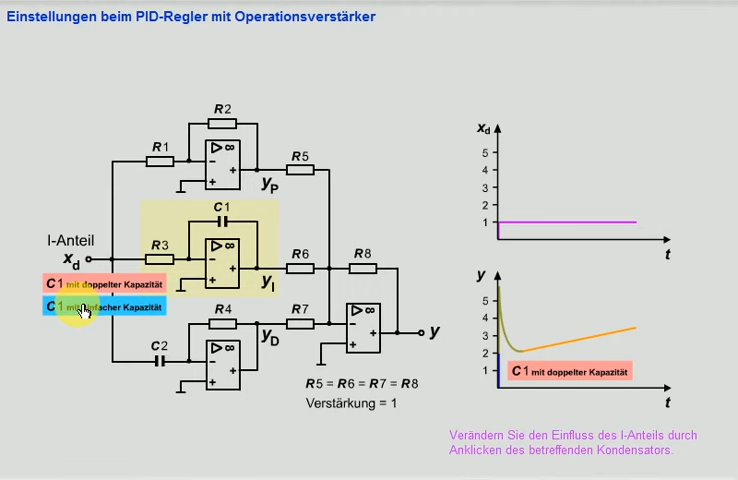 Einstellungen beim PID-Regler mit Operationsverstärker
R2
R1
▷ ∞
−
+
+
yP
R5
C1
I-Anteil
xd
R3
▷ ∞
−
+
+
yI
R6
R8
C1 mit doppelter Kapazität
C1 mit einfacher Kapazität
R4
C2
▷ ∞
−
+
+
yD
R7
▷ ∞
−
+
+
y
R5 = R6 = R7 = R8
Verstärkung = 1
xd
5
4
3
2
1
t
y
5
4
3
2
1
C1 mit doppelter Kapazität
t
Verändern Sie den Einfluss des I-Anteils durch
Anklicken des betreffenden Kondensators.